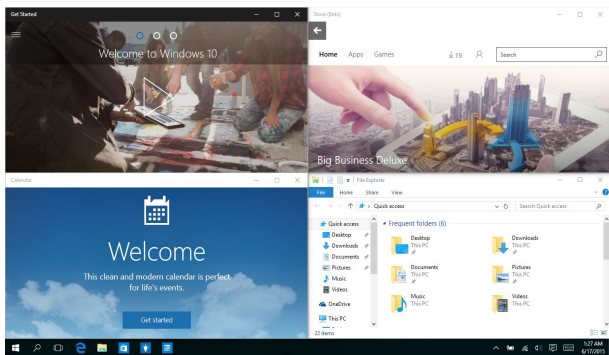 Get Started
Welcome to Windows 10
Store (Beta)
Home Apps Games
19
Search
Big Business Deluxe
Calendar
Welcome
This clean and modern calendar is perfect
for life's events.
Get started
File Explorer
File Home Share View
Quick access
Search Quick access
Quick access
Desktop
Downloads
Documents
Pictures
Music
Videos
OneDrive
This PC
22 items
Frequent folders (6)
Desktop
This PC
Downloads
This PC
Documents
This PC
Pictures
This PC
Music
This PC
Videos
This PC
1:27 AM
6/17/2015